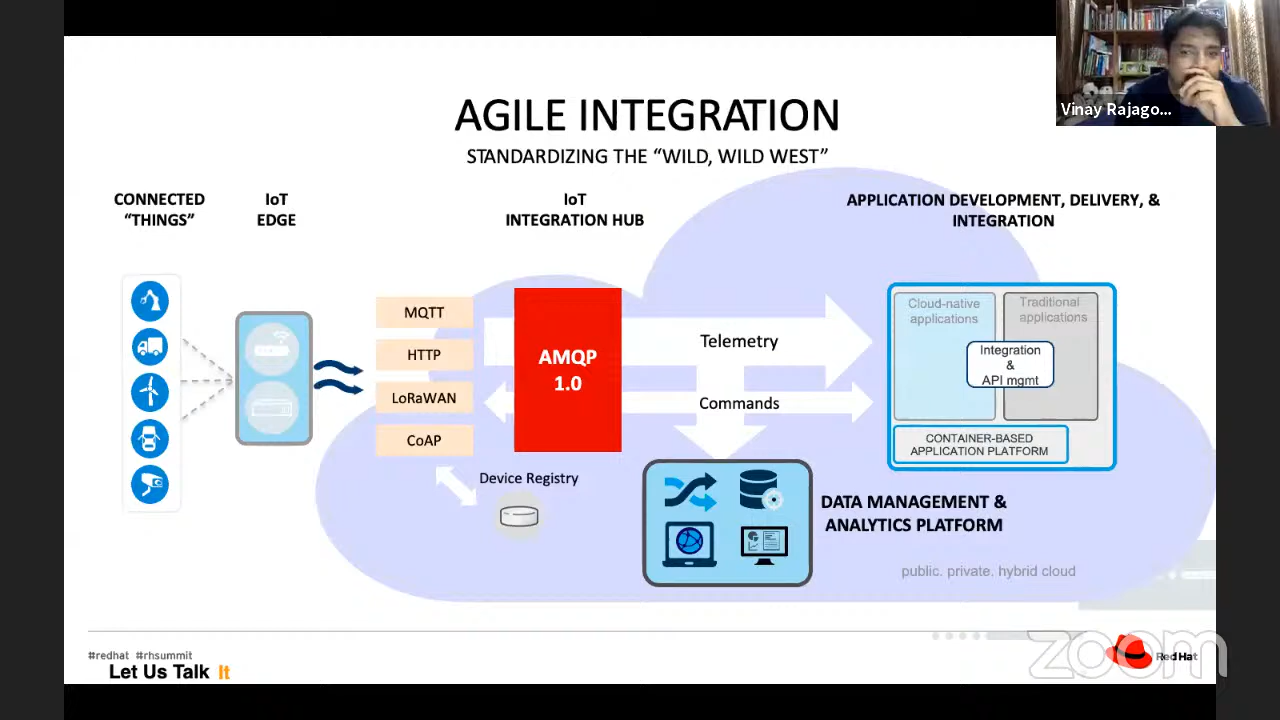 Vinay Rajago...
AGILE INTEGRATION
STANDARDIZING THE “WILD, WILD WEST”
CONNECTED
“THINGS”
IoT
EDGE
IoT
INTEGRATION HUB
APPLICATION DEVELOPMENT, DELIVERY, &
INTEGRATION
MQTT
HTTP
LoRaWAN
CoAP
AMQP
1.0
Telemetry
Commands
Cloud-native
applications
Traditional
applications
Integration
&
API mgmt
CONTAINER-BASED
APPLICATION PLATFORM
Device Registry
DATA MANAGEMENT &
ANALYTICS PLATFORM
public, private, hybrid cloud
#redhat #rhsummit
Let Us Talk It
zoom
Red Hat